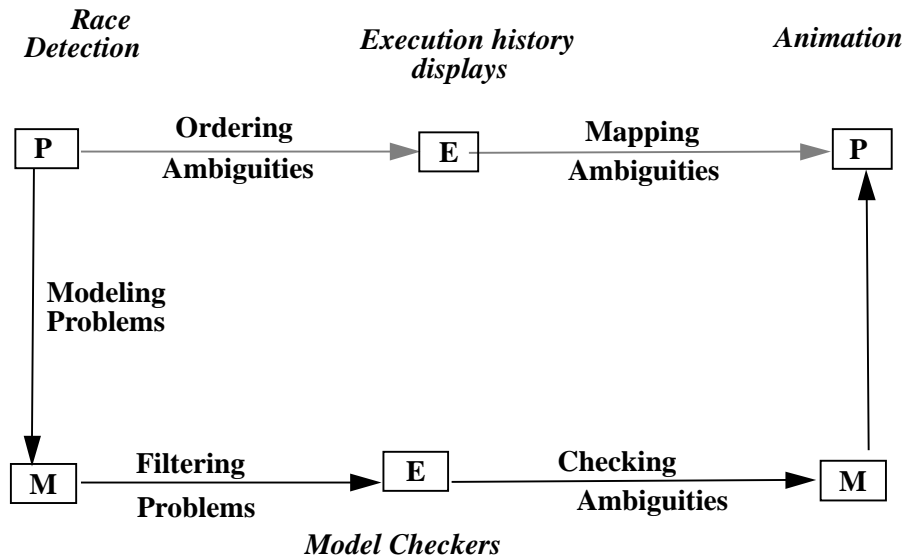 Race
Detection
Execution history
displays
Animation
P
Ordering
Ambiguities
E
Mapping
Ambiguities
P
Modeling
Problems
M
Filtering
Problems
E
Checking
Ambiguities
M
Model Checkers